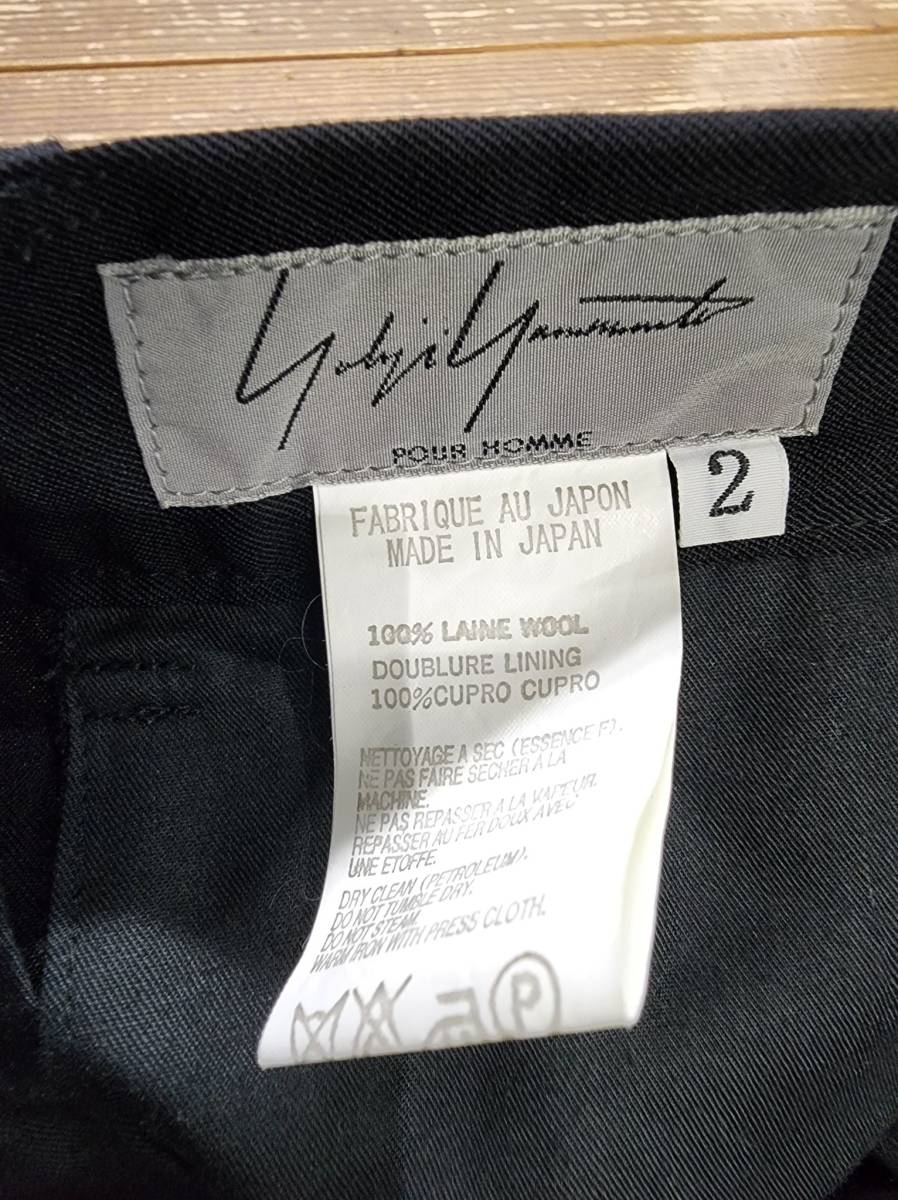 Yohji Yamamoto
POUR HOMME
2
FABRIQUE AU JAPON
MADE IN JAPAN
100% LAINE WOOL
DOUBLURE LINING
100%CUPRO CUPRO
NETTOYAGE A SEC (ESSENCE F).
NE PAS FAIRE SECHER A LA
MACHINE.
NE PAS REPASSER A LA VAPEUR.
REPASSER AU FER DOUX AVEC
UNE ETOFFE.
DRY CLEAN (PETROLEUM).
DO NOT TUMBLE DRY.
DO NOT STEAM.
WARM IRON WITH PRESS CLOTH.